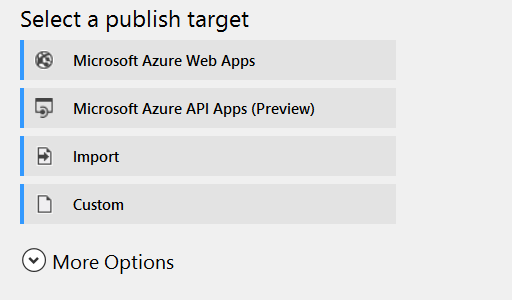 Select a publish target
Microsoft Azure Web Apps
Microsoft Azure API Apps (Preview)
Import
Custom
More Options